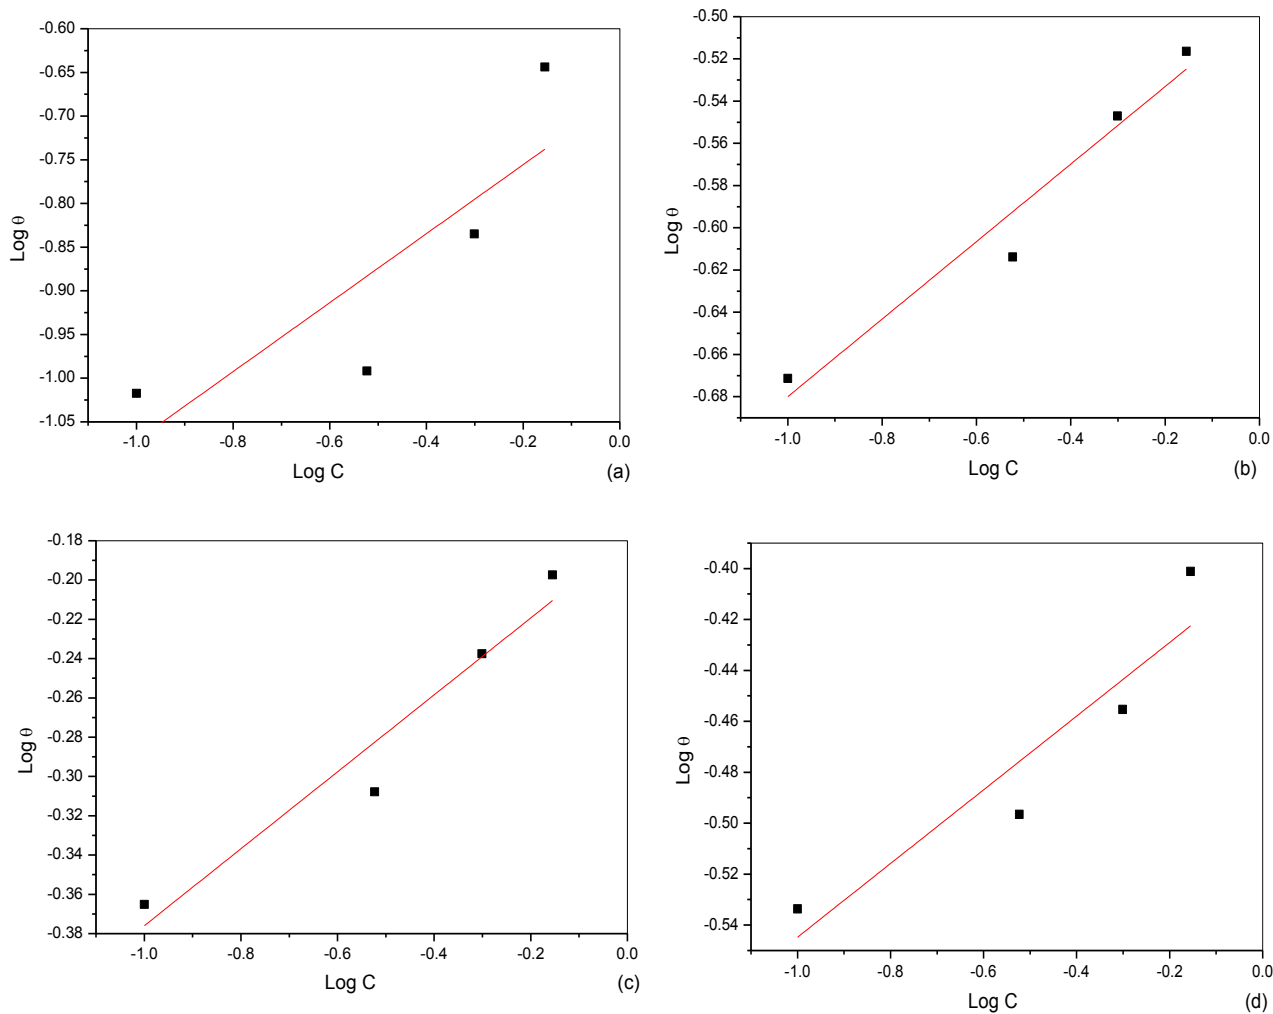 -0.60
-0.65
-0.70
-0.75
-0.80
-0.85
-0.90
-0.95
-1.00
-1.05
Log θ
-1.0 -0.8 -0.6 -0.4 -0.2 0.0
Log C
(a)
-0.50
-0.52
-0.54
-0.56
-0.58
-0.60
-0.62
-0.64
-0.66
-0.68
Log θ
-1.0 -0.8 -0.6 -0.4 -0.2 0.0
Log C
(b)
-0.18
-0.20
-0.22
-0.24
-0.26
-0.28
-0.30
-0.32
-0.34
-0.36
-0.38
Log θ
-1.0 -0.8 -0.6 -0.4 -0.2 0.0
Log C
(c)
-0.40
-0.42
-0.44
-0.46
-0.48
-0.50
-0.52
-0.54
Log θ
-1.0 -0.8 -0.6 -0.4 -0.2 0.0
Log C
(d)